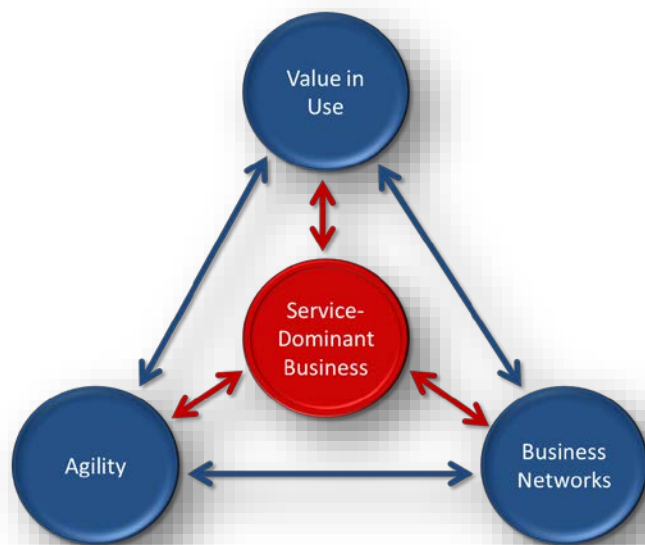 Value in
Use
Service-
Dominant
Business
Agility
Business
Networks